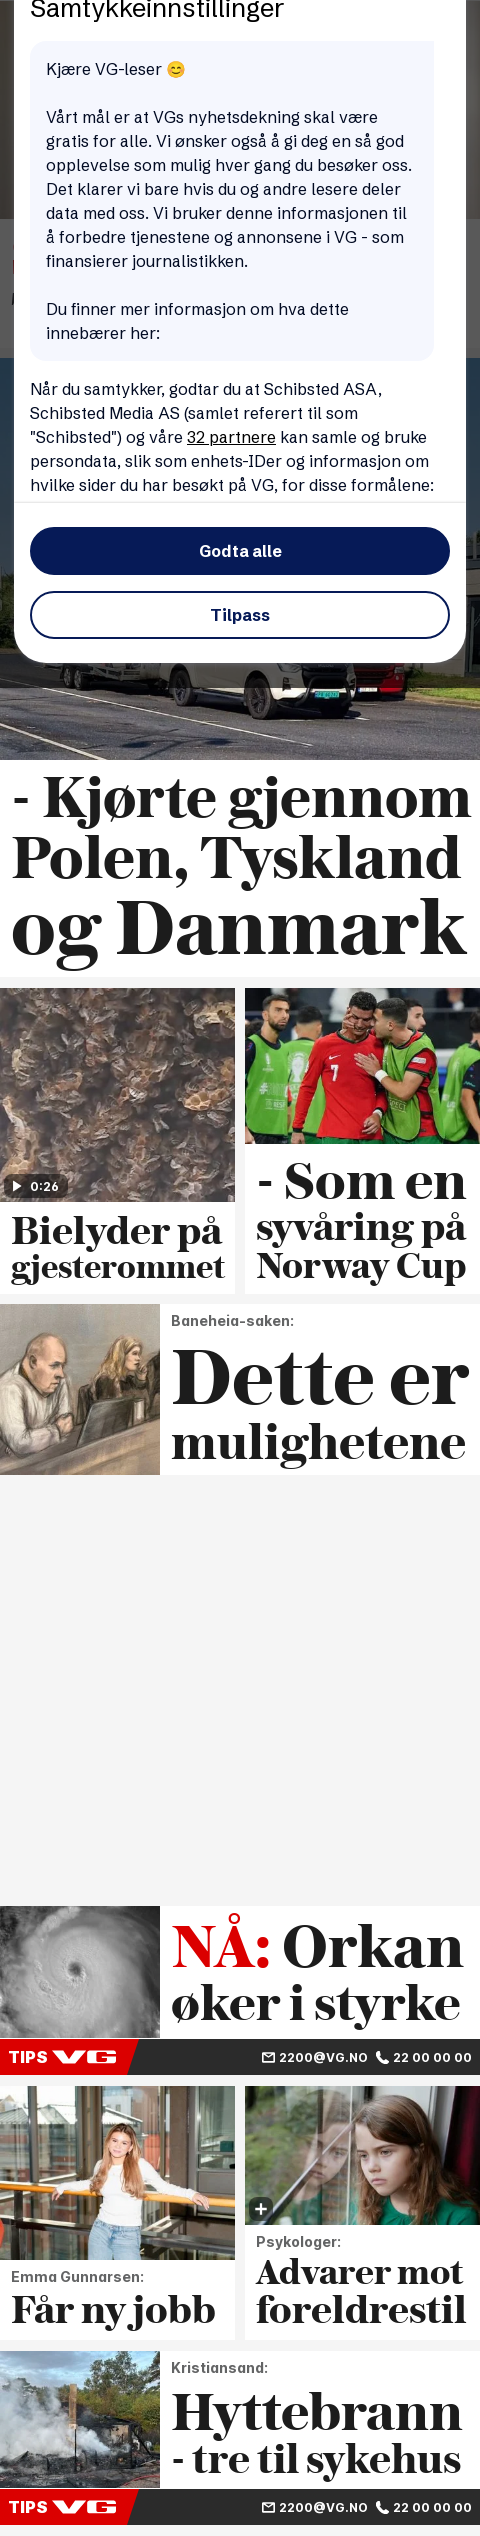 Samtykkeinnstillinger
Kjære VG-leser 😊
Vårt mål er at VGs nyhetsdekning skal være
gratis for alle. Vi ønsker også å gi deg en så god
opplevelse som mulig hver gang du besøker oss.
Det klarer vi bare hvis du og andre lesere deler
data med oss. Vi bruker denne informasjonen til
å forbedre tjenestene og annonsene i VG - som
finansierer journalistikken.
Du finner mer informasjon om hva dette
innebærer her:
Når du samtykker, godtar du at Schibsted ASA,
Schibsted Media AS (samlet referert til som
"Schibsted") og våre 32 partnere kan samle og bruke
persondata, slik som enhets-IDer og informasjon om
hvilke sider du har besøkt på VG, for disse formålene:
Godta alle
Tilpass
- Kjørte gjennom
Polen, Tyskland
og Danmark
0:26
Bielyder på
gjesterommet
7
- Som en
syvåring på
Norway Cup
Baneheia-saken:
Dette er
mulighetene
NÅ: Orkan
øker i styrke
TIPS VG 2200@VG.NO 22 00 00 00
Emma Gunnarsen:
Får ny jobb
Psykologer:
Advarer mot
foreldrestil
Kristiansand:
Hyttebrann
- tre til sykehus
TIPS VG 2200@VG.NO 22 00 00 00